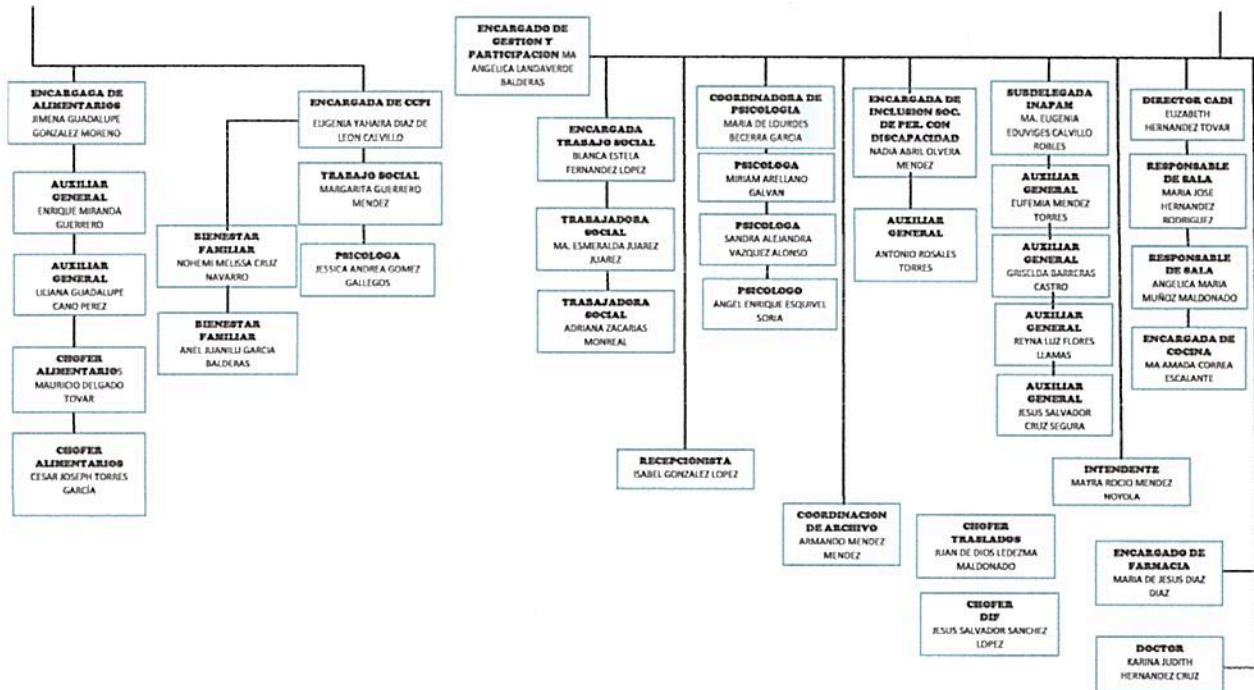 ENCARGADO DE
GESTION Y
PARTICIPACION MA
ANGELICA LANDAVERDE
BALDERAS
ENCARGAGA DE
ALIMENTARIOS
JIMENA GUADALUPE
GONZALEZ MORENO
AUXILIAR
GENERAL
ENRIQUE MIRANDA
GUERRERO
AUXILIAR
GENERAL
LILIANA GUADALUPE
CANO PEREZ
CHOFER
ALIMENTARIOS
MAURICIO DELGADO
TOVAR
CHOFER
ALIMENTARIOS
CESAR JOSEPH TORRES
GARCÍA
ENCARGADA DE CCPI
EUGENIA YAHAIRA DIAZ DE
LEON CALVILLO
TRABAJO SOCIAL
MARGARITA GUERRERO
MENDEZ
PSICOLOGA
JESSICA ANDREA GOMEZ
GALLEGOS
BIENESTAR
FAMILIAR
NOHEMI MELISSA CRUZ
NAVARRO
BIENESTAR
FAMILIAR
ANEL JUANILU GARCIA
BALDERAS
ENCARGADA
TRABAJO SOCIAL
BLANCA ESTELA
FERNANDEZ LOPEZ
TRABAJADORA
SOCIAL
MA. ESMERALDA JUAREZ
JUAREZ
TRABAJADORA
SOCIAL
ADRIANA ZACARIAS
MONREAL
RECEPCIONISTA
ISABEL GONZALEZ LOPEZ
COORDINADORA DE
PSICOLOGIA
MARIA DE LOURDES
BECERRA GARCIA
PSICOLOGA
MIRIAM ARELLANO
GALVAN
PSICOLOGA
SANDRA ALEJANDRA
VAZQUEZ ALONSO
PSICOLOGO
ANGEL ENRIQUE ESQUIVEL
SORIA
COORDINACION
DE ARCHIVO
ARMANDO MENDEZ
MENDEZ
ENCARGADA DE
INCLUSION SOC.
DE PER. CON
DISCAPACIDAD
NADIA ABRIL OLVERA
MENDEZ
AUXILIAR
GENERAL
ANTONIO ROSALES
TORRES
SUBDELEGADA
INAPAM
MA. EUGENIA
EDUVIGES CALVILLO
ROBLES
AUXILIAR
GENERAL
EUFEMIA MENDEZ
TORRES
AUXILIAR
GENERAL
GRISELDA BARRERAS
CASTRO
AUXILIAR
GENERAL
REYNA LUZ FLORES
LLAMAS
AUXILIAR
GENERAL
JESUS SALVADOR
CRUZ SEGURA
INTENDENTE
MAYRA ROCIO MENDEZ
NOYOLA
DIRECTOR CADI
ELIZABETH
HERNANDEZ TOVAR
RESPONSABLE
DE SALA
MARIA JOSE
HERNANDEZ
RODRIGUEZ
RESPONSABLE
DE SALA
ANGELICA MARIA
MUÑOZ MALDONADO
ENCARGADA DE
COCINA
MA AMADA CORREA
ESCALANTE
CHOFER
TRASLADOS
JUAN DE DIOS LEDEZMA
MALDONADO
CHOFER
DIF
JESUS SALVADOR SANCHEZ
LOPEZ
ENCARGADO DE
FARMACIA
MARIA DE JESUS DIAZ
DIAZ
DOCTOR
KARINA JUDITH
HERNANDEZ CRUZ